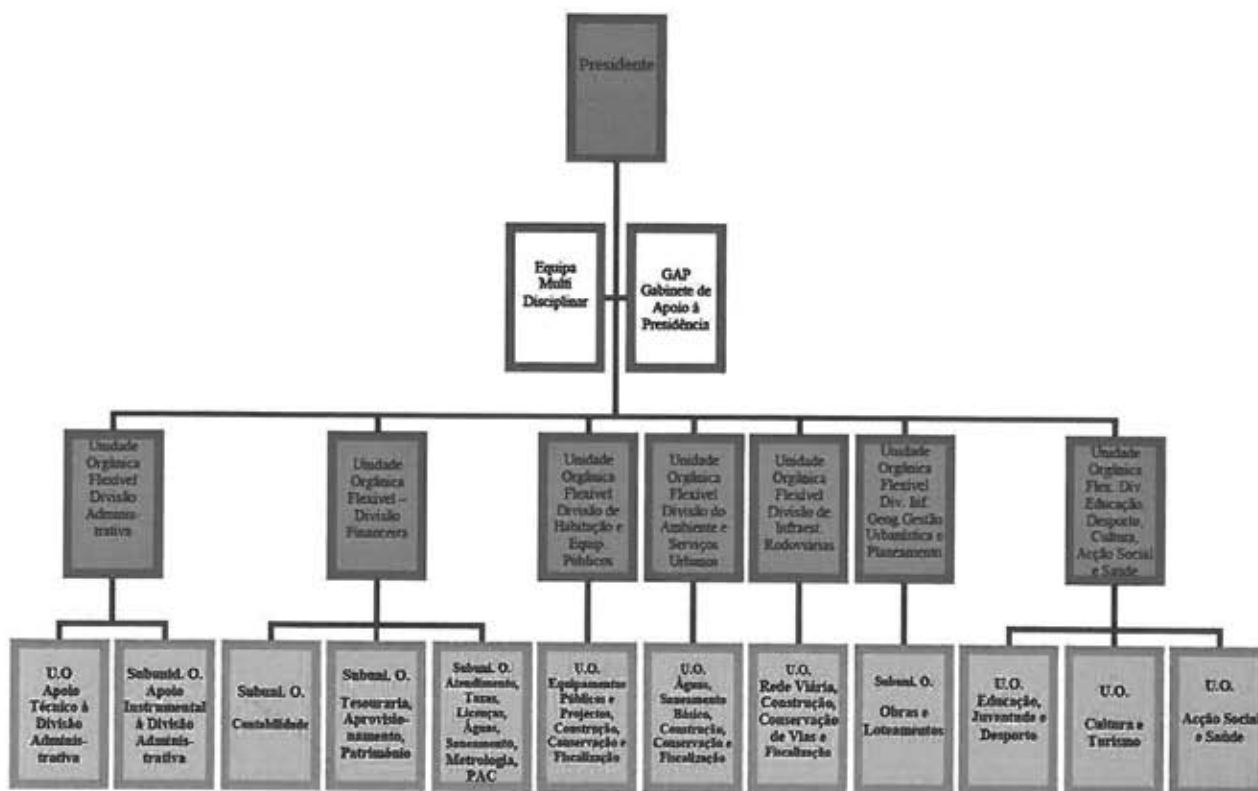 Presidente
Equipa
Multi
Disciplinar
GAP
Gabinete de
Apoio à
Presidência
Unidade
Orgânica
Flexível
Divisão
Adminis-
trativa
Unidade
Orgânica
Flexível –
Divisão
Financeira
Unidade
Orgânica
Flexível
Divisão de
Habitação e
Equip.
Públicos
Unidade
Orgânica
Flexível
Divisão do
Ambiente e
Serviços
Urbanos
Unidade
Orgânica
Flexível
Divisão de
Infraest.
Rodoviárias
Unidade
Orgânica
Flexível
Div. Inf.
Geog. Gestão
Urbanística e
Planeamento
Unidade
Orgânica
Flex. Div.
Educação,
Desporto,
Cultura,
Acção Social
e Saúde
U.O
Apoio
Técnico à
Divisão
Adminis-
trativa
Subunid. O.
Apoio
Instrumental
à Divisão
Adminis-
trativa
Subuni. O.
Contabilidade
Subuni. O.
Tesouraria,
Aprovisio-
namento,
Património
Subuni. O.
Atendimento,
Taxas,
Licenças,
Águas,
Saneamento,
Metrologia,
PAC
U.O.
Equipamentos
Públicos e
Projectos,
Construção,
Conservação e
Fiscalização
U.O.
Águas,
Saneamento
Básico,
Construção,
Conservação e
Fiscalização
U.O.
Rede Viária,
Construção,
Conservação
de Vias e
Fiscalização
Subuni. O.
Obras e
Loteamentos
U.O.
Educação,
Juventude e
Desporto
U.O.
Cultura e
Turismo
U.O.
Acção Social
e Saúde